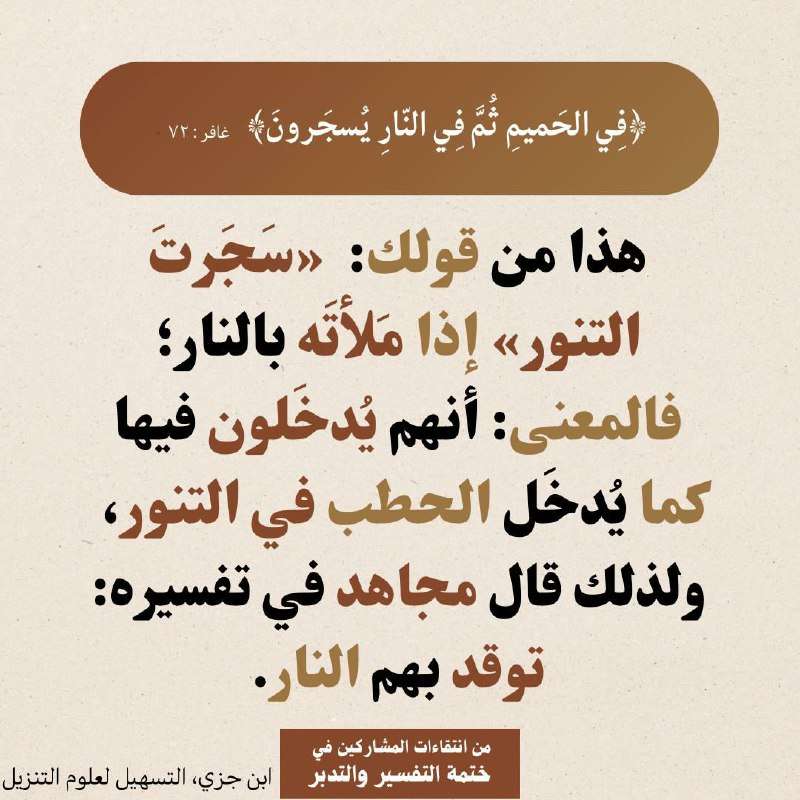 ﴿فِي الحَميمِ ثُمَّ فِي النّارِ يُسجَرونَ﴾ غافر: ٧٢
هذا من قولك: «سَجَرتَ
التنور» إذا مَلأتَه بالنار؛
فالمعنى: أنهم يُدخَلون فيها
كما يُدخَل الحطب في التنور،
ولذلك قال مجاهد في تفسيره:
توقد بهم النار.
من انتقاءات المشاركين في
ختمة التفسير والتدبر
ابن جزي، التسهيل لعلوم التنزيل